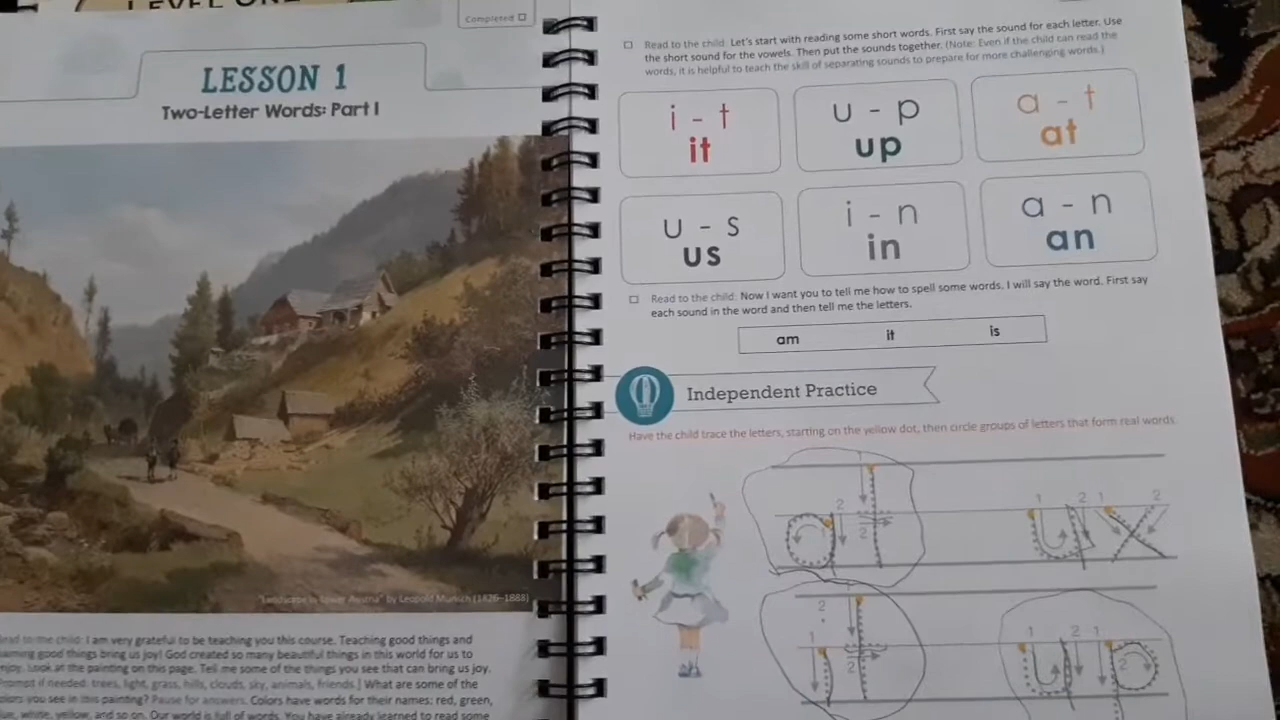 LEVEL ONE
Completed
LESSON 1
Two-Letter Words: Part 1
"Landscape in Lower Austria" by Leopold Munsch (1826–1888)
Read to the child: I am very grateful to be teaching you this course. Teaching good things and
learning good things bring us joy! God created so many beautiful things in this world for us to
enjoy. Look at the painting on this page. Tell me some of the things you see that can bring us joy.
[Prompt if needed: trees, light, grass, hills, clouds, sky, animals, friends.] What are some of the
colors you see in this painting? Pause for answers. Colors have words for their names: red, green,
blue, white, yellow, and so on. Our world is full of words. You have already learned to read some
Read to the child: Let's start with reading some short words. First say the sound for each letter. Use
the short sound for the vowels. Then put the sounds together. (Note: Even if the child can read the
words, it is helpful to teach the skill of separating sounds to prepare for more challenging words.)
i - t u - p a - t
it up at
u - s i - n a - n
us in an
Read to the child: Now I want you to tell me how to spell some words. I will say the word. First say
each sound in the word and then tell me the letters.
am it is
Independent Practice
Have the child trace the letters, starting on the yellow dot, then circle groups of letters that form real words.
at ux
it up